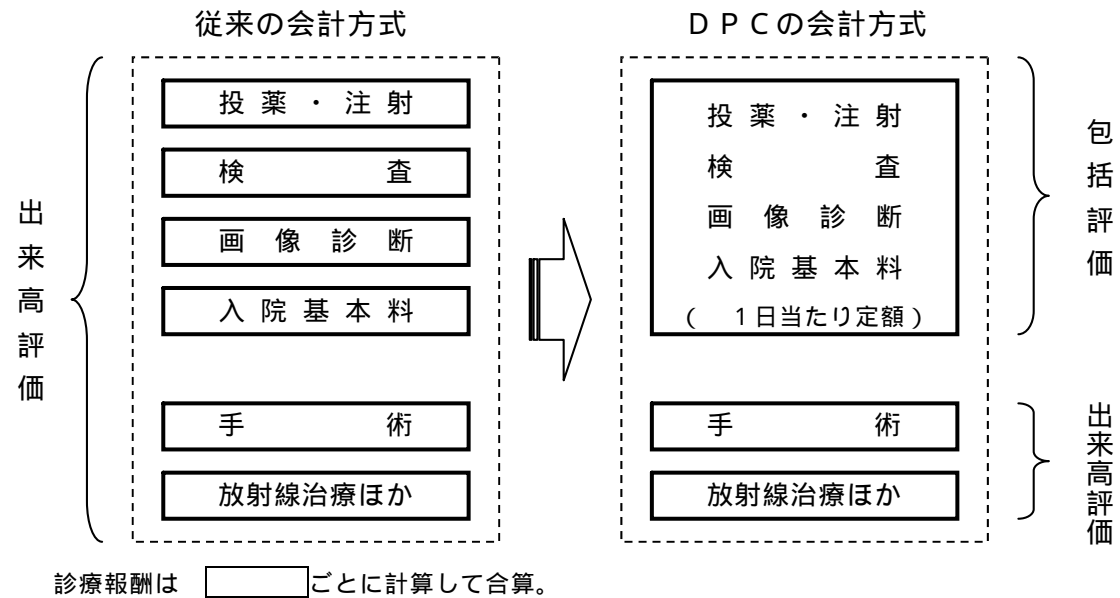 従来の会計方式
出来高評価
投薬・注射
検査
画像診断
入院基本料
手術
放射線治療ほか
診療報酬は　　　　ごとに計算して合算。
ＤＰＣの会計方式
投薬・注射
検査
画像診断
入院基本料
(　１日当たり定額)
手術
放射線治療ほか
包括評価
出来高評価